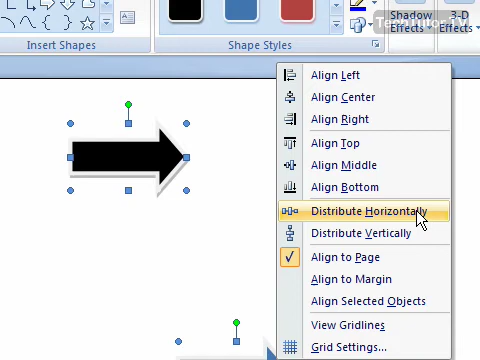 Shadow
Effects
3-D
Effects
Insert Shapes
Shape Styles
Align Left
Align Center
Align Right
Align Top
Align Middle
Align Bottom
Distribute Horizontally
Distribute Vertically
Align to Page
Align to Margin
Align Selected Objects
View Gridlines
Grid Settings...